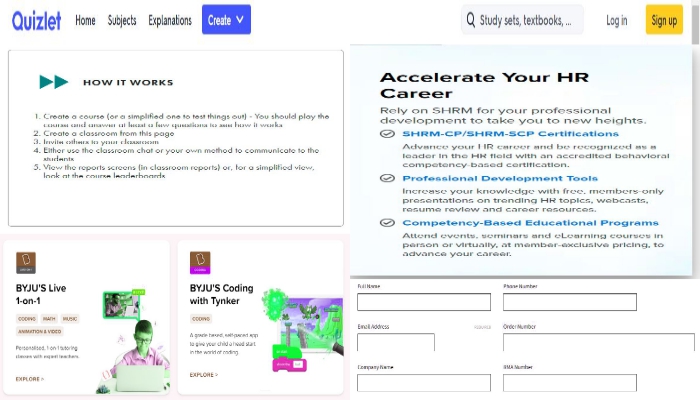 Quizlet Home Subjects Explanations Create Study sets, textbooks, ... Log in Sign up
HOW IT WORKS
1. Create a course (or a simplified one to test things out) - You should play the
course and answer at least a few questions to see how it works
2. Create a classroom from this page
3. Invite others to your classroom
4. Either use the classroom chat or your own method to communicate to the
students
5. View the reports screens (in classroom reports) or, for a simplified view,
look at the course leaderboards
Accelerate Your HR
Career
Rely on SHRM for your professional
development to take you to new heights.
SHRM-CP/SHRM-SCP Certifications
Advance your HR career and be recognized as a
leader in the HR field with an accredited behavioral
competency-based certification.
Professional Development Tools
Increase your knowledge with free, members-only
presentations on trending HR topics, webcasts,
resume review and career resources.
Competency-Based Educational Programs
Attend events, seminars and eLearning courses in
person or virtually, at member-exclusive pricing, to
advance your career.
BYJU'S Live
1-on-1
CODING MATH MUSIC
ANIMATION & VIDEO
Personalised, 1-on-1 tutoring
classes with expert teachers.
EXPLORE >
BYJU'S Coding
with Tynker
CODING
A grade based, self-paced app
to give your child a head start
in the world of coding.
EXPLORE >
Full Name Phone Number
Email Address Order Number
Company Name RMA Number